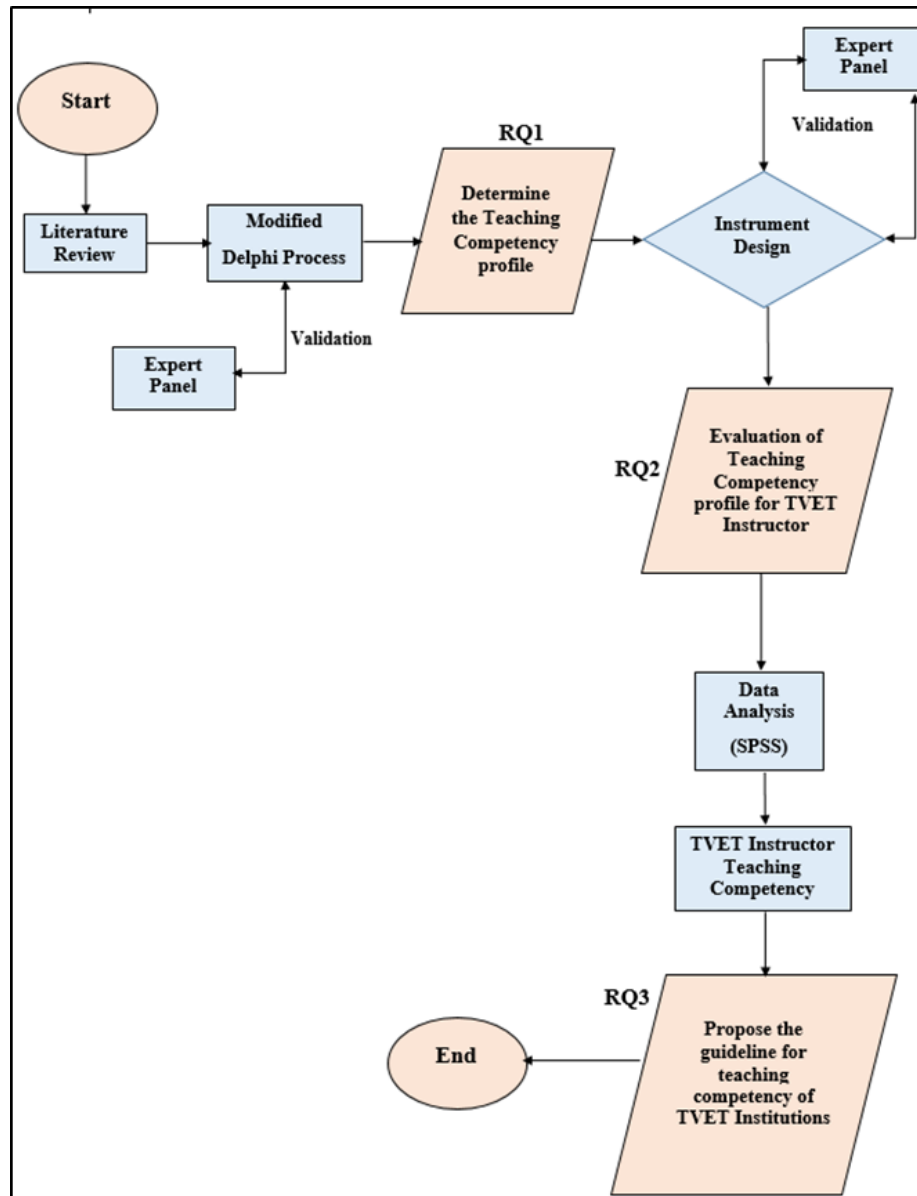 Start
Literature
Review
Modified
Delphi Process
Validation
Expert
Panel
RQ1
Determine
the Teaching
Competency
profile
Expert
Panel
Validation
Instrument
Design
RQ2
Evaluation of
Teaching
Competency
profile for TVET
Instructor
Data
Analysis
(SPSS)
TVET Instructor
Teaching
Competency
RQ3
Propose the
guideline for
teaching
competency of
TVET Institutions
End